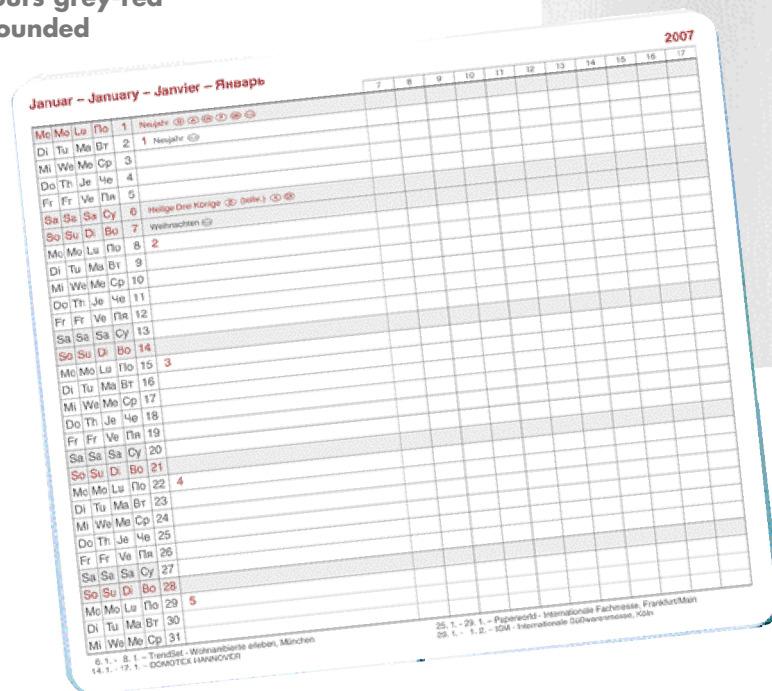 ours grey-red
ounded
2007
Januar – January – Janvier – Январь
7 8 9 10 11 12 13 14 15 16 17
Mo Mo Lu По 1 Neujahr
Di Tu Ma Вт 2 1 Neujahr
Mi We Me Ср 3
Do Th Je Че 4
Fr Fr Ve Пя 5
Sa Sa Sa Су 6 Heilige Drei Könige
So Su Di Во 7 Weihnachten
Mo Mo Lu По 8 2
Di Tu Ma Вт 9
Mi We Me Ср 10
Do Th Je Че 11
Fr Fr Ve Пя 12
Sa Sa Sa Су 13
So Su Di Во 14
Mo Mo Lu По 15 3
Di Tu Ma Вт 16
Mi We Me Ср 17
Do Th Je Че 18
Fr Fr Ve Пя 19
Sa Sa Sa Су 20
So Su Di Во 21
Mo Mo Lu По 22 4
Di Tu Ma Вт 23
Mi We Me Ср 24
Do Th Je Че 25
Fr Fr Ve Пя 26
Sa Sa Sa Су 27
So Su Di Во 28
Mo Mo Lu По 29 5
Di Tu Ma Вт 30
Mi We Me Ср 31
6. 1. - 8. 1. – TrendSet - Wohnambiente erleben, München
14. 1. - 17. 1. – DOMOTEX HANNOVER
25. 1. - 29. 1. – Paperworld - Internationale Fachmesse, Frankfurt/Main
1. 2. – ISM - Internationale Süßwarenmesse, Köln